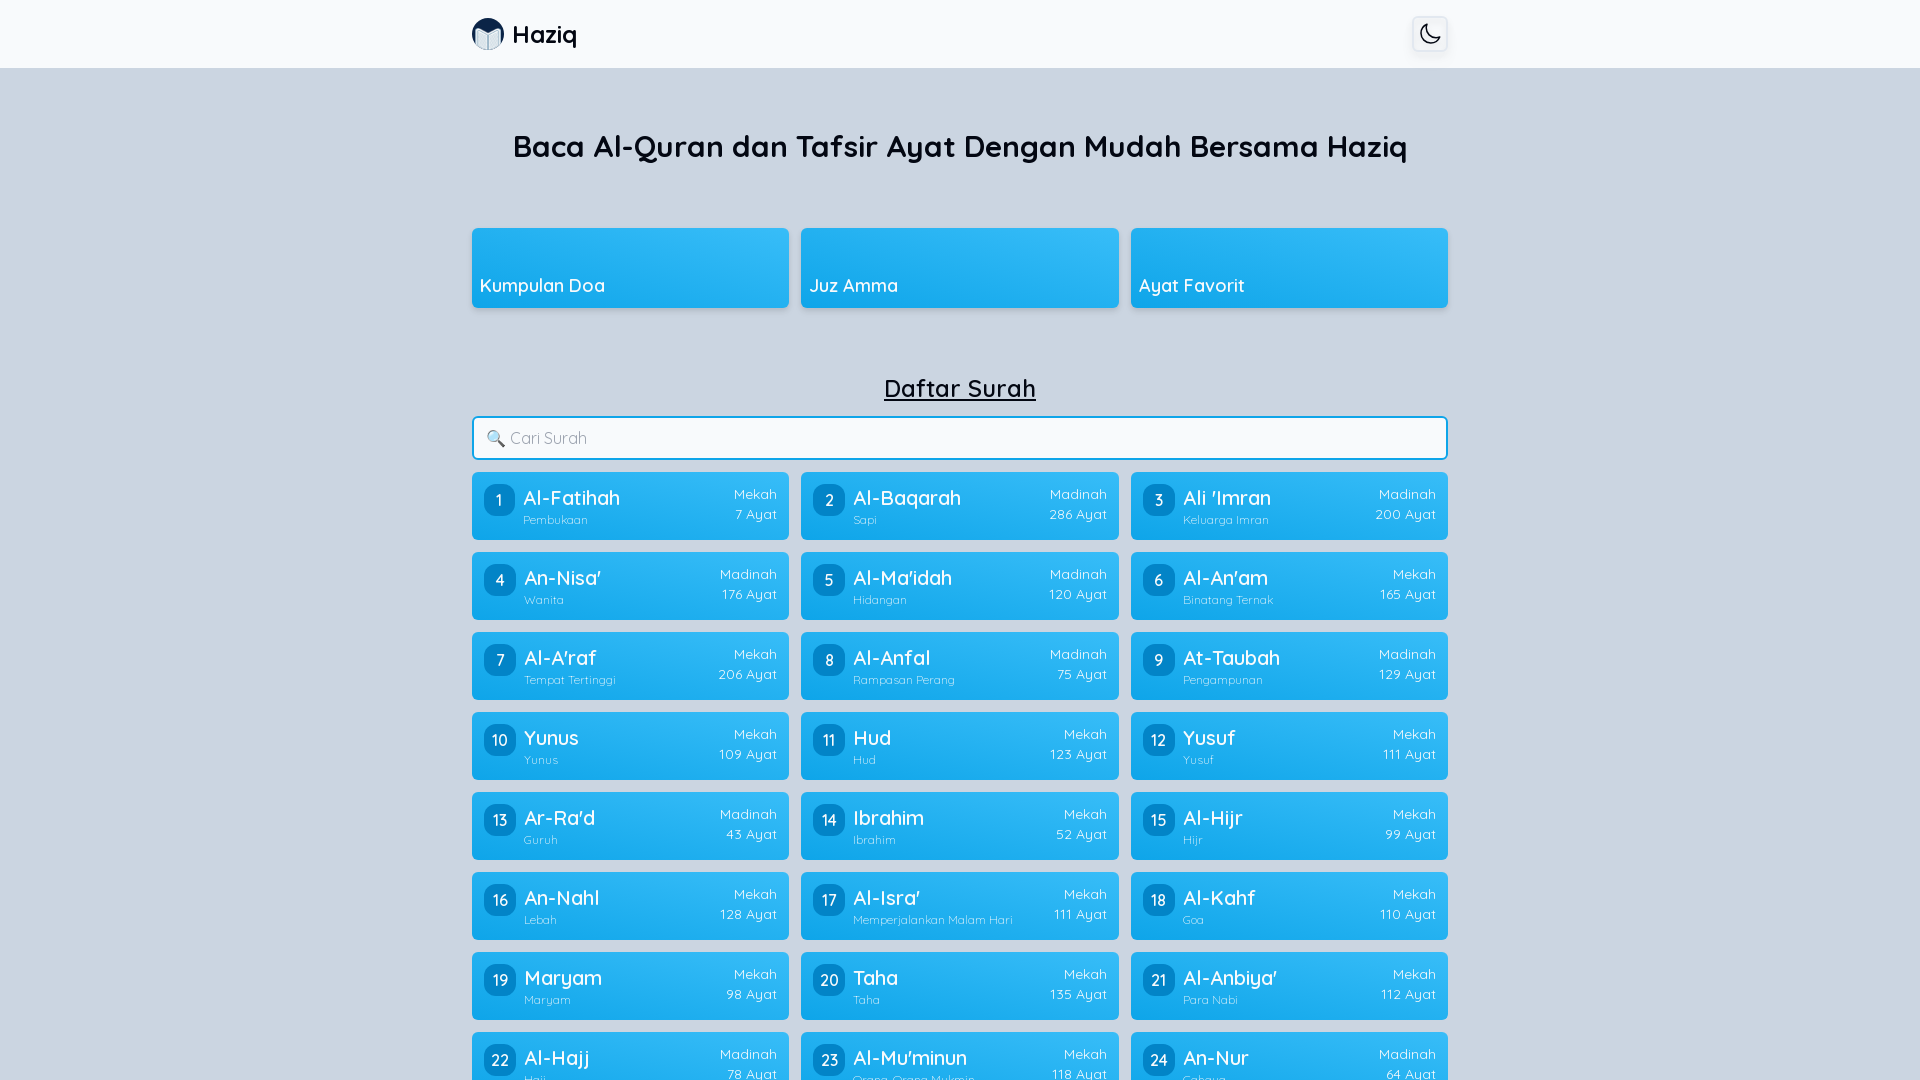 Haziq
Baca Al-Quran dan Tafsir Ayat Dengan Mudah Bersama Haziq
Kumpulan Doa
Juz Amma
Ayat Favorit
Daftar Surah
🔍 Cari Surah
1
Al-Fatihah
Pembukaan
Mekah
7 Ayat
2
Al-Baqarah
Sapi
Madinah
286 Ayat
3
Ali 'Imran
Keluarga Imran
Madinah
200 Ayat
4
An-Nisa'
Wanita
Madinah
176 Ayat
5
Al-Ma'idah
Hidangan
Madinah
120 Ayat
6
Al-An'am
Binatang Ternak
Mekah
165 Ayat
7
Al-A'raf
Tempat Tertinggi
Mekah
206 Ayat
8
Al-Anfal
Rampasan Perang
Madinah
75 Ayat
9
At-Taubah
Pengampunan
Madinah
129 Ayat
10
Yunus
Yunus
Mekah
109 Ayat
11
Hud
Hud
Mekah
123 Ayat
12
Yusuf
Yusuf
Mekah
111 Ayat
13
Ar-Ra'd
Guruh
Madinah
43 Ayat
14
Ibrahim
Ibrahim
Mekah
52 Ayat
15
Al-Hijr
Hijr
Mekah
99 Ayat
16
An-Nahl
Lebah
Mekah
128 Ayat
17
Al-Isra'
Memperjalankan Malam Hari
Mekah
111 Ayat
18
Al-Kahf
Goa
Mekah
110 Ayat
19
Maryam
Maryam
Mekah
98 Ayat
20
Taha
Taha
Mekah
135 Ayat
21
Al-Anbiya'
Para Nabi
Mekah
112 Ayat
22
Al-Hajj
Haji
Madinah
78 Ayat
23
Al-Mu'minun
Orang-Orang Mukmin
Mekah
118 Ayat
24
An-Nur
Cahaya
Madinah
64 Ayat